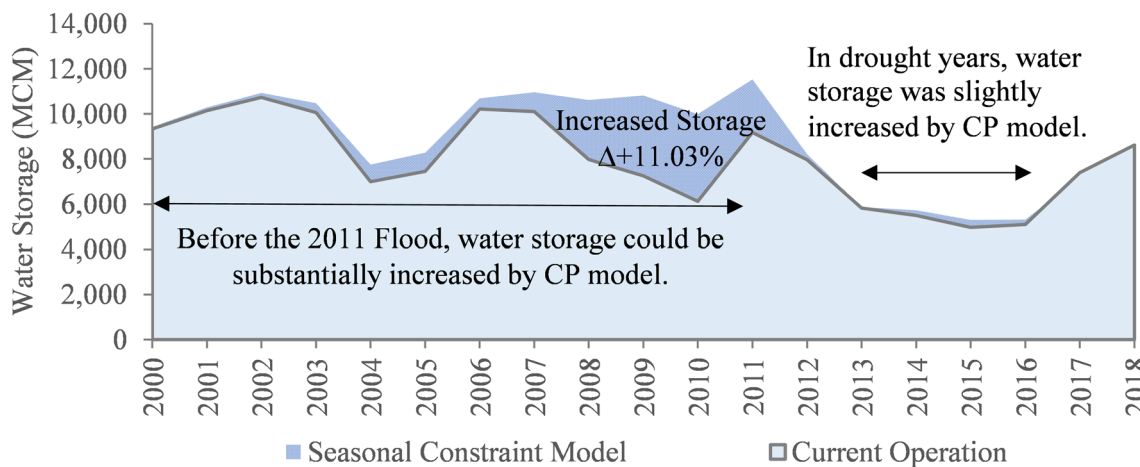 Water Storage (MCM)
14,000
12,000
10,000
8,000
6,000
4,000
2,000
0
In drought years, water
storage was slightly
increased by CP model.
Increased Storage
Δ+11.03%
Before the 2011 Flood, water storage could be
substantially increased by CP model.
2000
2001
2002
2003
2004
2005
2006
2007
2008
2009
2010
2011
2012
2013
2014
2015
2016
2017
2018
Seasonal Constraint Model
Current Operation